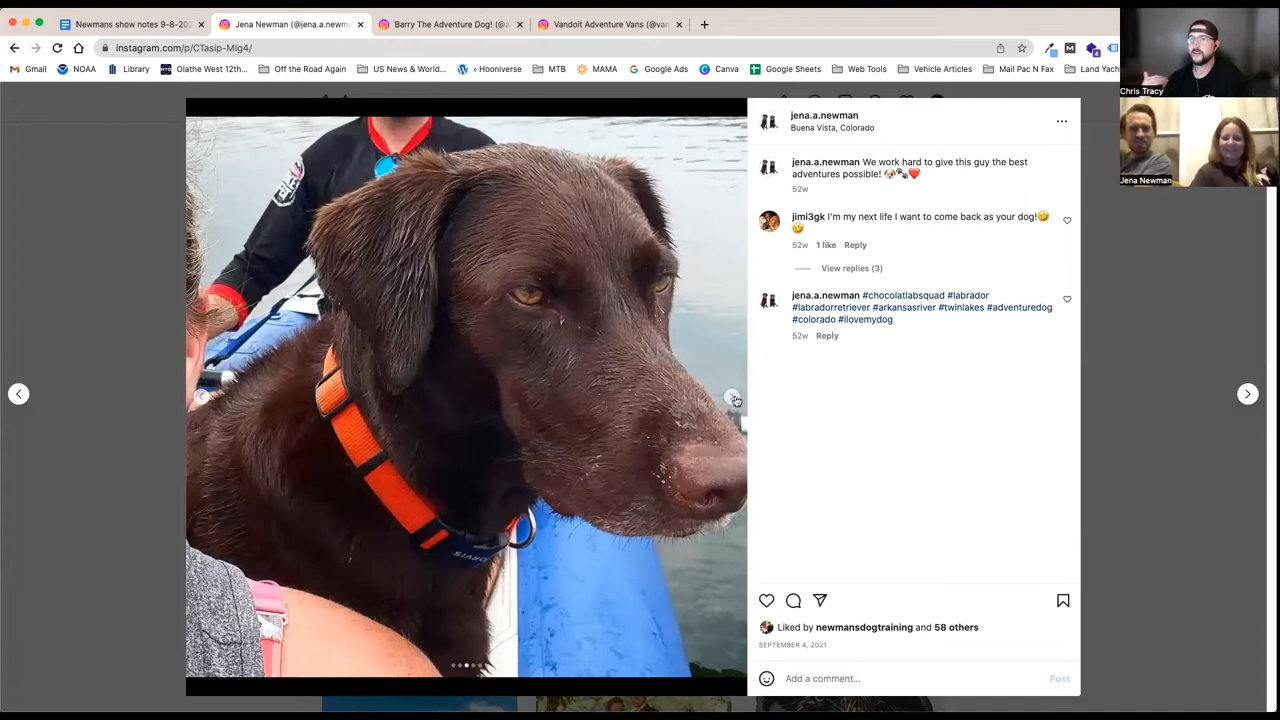 Newmans show notes 9-8-202
Jena Newman (@jena.a.newma
Barry The Adventure Dog! (@a
Vandoit Adventure Vans (@van
instagram.com/p/CTasip-MIg4/
Gmail
NOAA
Library
Olathe West 12th...
Off the Road Again
US News & World...
‹ Hooniverse
MTB
MAMA
Google Ads
Canva
Google Sheets
Web Tools
Vehicle Articles
Mail Pac N Fax
Land Yach
Chris Tracy
Jena Newman
ORVIS
jena.a.newman
Buena Vista, Colorado
jena.a.newman We work hard to give this guy the best
adventures possible! 🐶🐾❤️
52w
jimi3gk I'm my next life I want to come back as your dog!🤣
🤣
52w 1 like Reply
View replies (3)
jena.a.newman #chocolatlabsquad #labrador
#labradorretriever #arkansasriver #twinlakes #adventuredog
#colorado #ilovemydog
52w Reply
Liked by newmansdogtraining and 58 others
SEPTEMBER 4, 2021
Add a comment...
Post